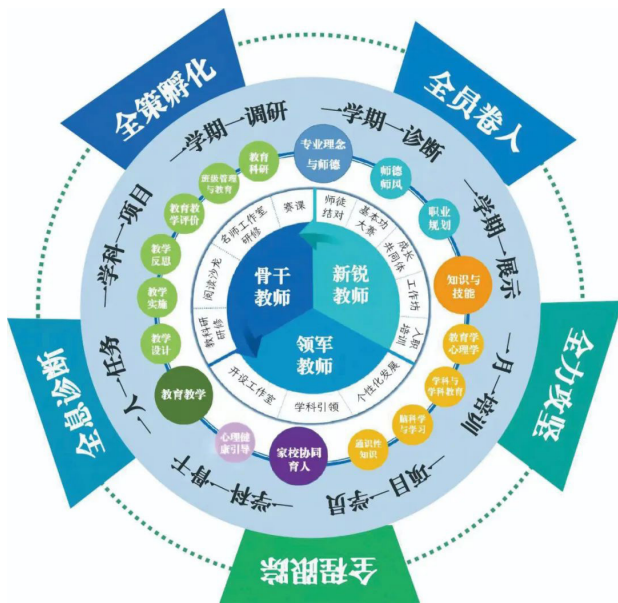 全策孵化
全员卷人
全力攻坚
全程跟踪
全息诊断
一学期一调研
一学期一诊断
一学期一展示
一月一培训
一项目一学员
一学科一骨干
一人一任务
一学科一项目
专业理念
与师德
师德
师风
职业
规划
知识与
技能
教育学
心理学
学科与
学科教育
脑科学
与学习
通识性
知识
家校协同
育人
心理健
康引导
教育教学
教学
设计
教学
实施
教学
反思
教育教
学评价
班级管理
与教育
教育
科研
师徒
结对
基本功
大赛
成长
共同体
工作坊
入职
培训
个性化发展
学科引领
开设工作室
教科研
研修
阅读沙龙
名师工作室
研修
赛课
骨干
教师
新锐
教师
领军
教师